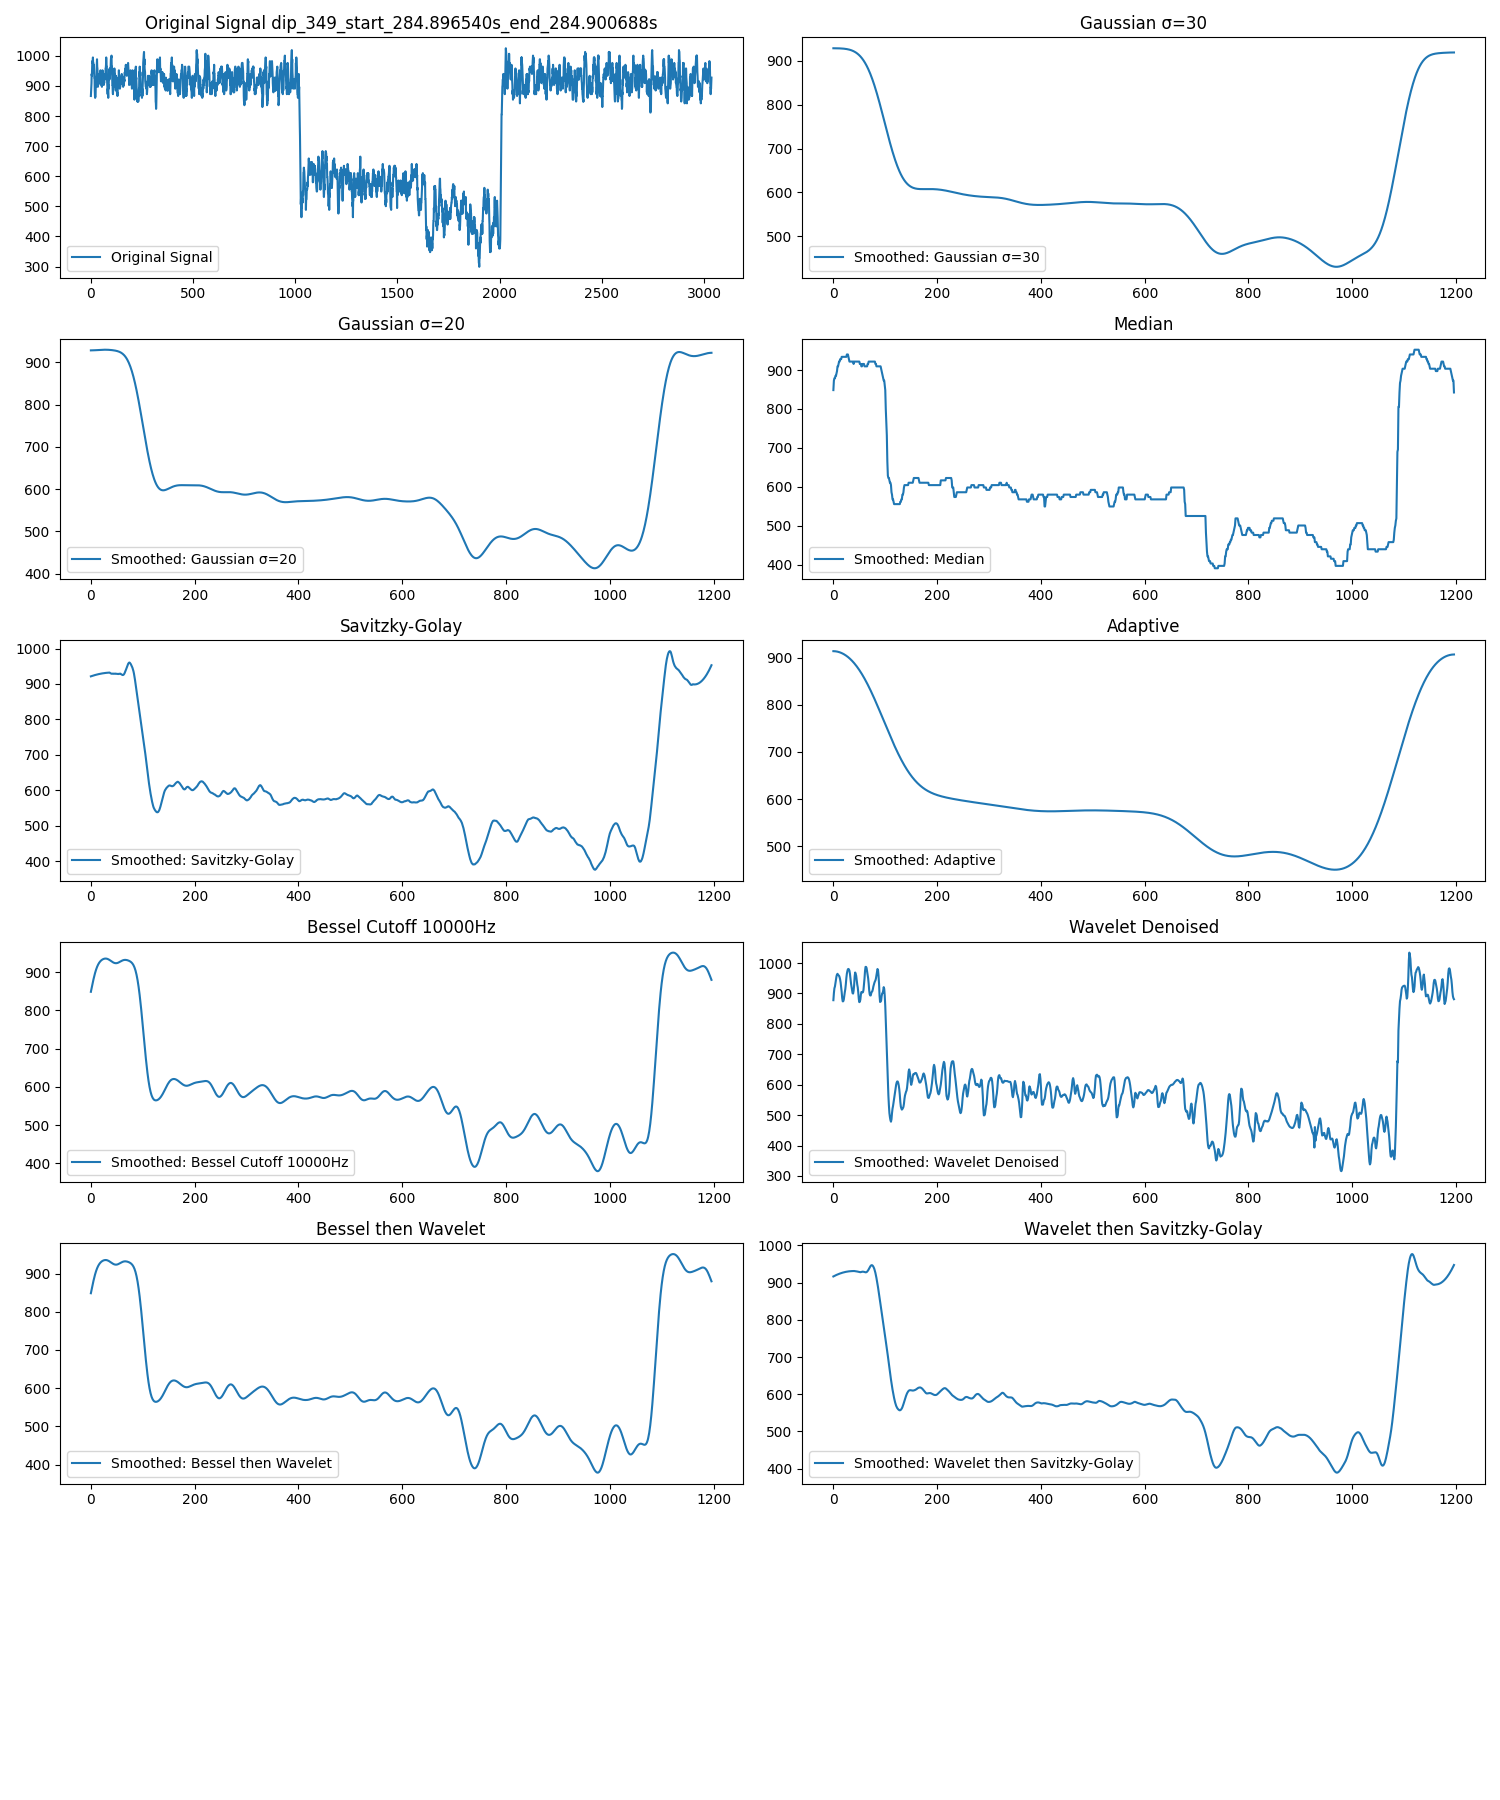 Original Signal dip_349_start_284.896540s_end_284.900688s
1000
900
800
700
600
500
400
300
Original Signal
0 500 1000 1500 2000 2500 3000
Gaussian σ=30
900
800
700
600
500
Smoothed: Gaussian σ=30
0 200 400 600 800 1000 1200
Gaussian σ=20
900
800
700
600
500
400
Smoothed: Gaussian σ=20
0 200 400 600 800 1000 1200
Median
900
800
700
600
500
400
Smoothed: Median
0 200 400 600 800 1000 1200
Savitzky-Golay
1000
900
800
700
600
500
400
Smoothed: Savitzky-Golay
0 200 400 600 800 1000 1200
Adaptive
900
800
700
600
500
Smoothed: Adaptive
0 200 400 600 800 1000 1200
Bessel Cutoff 10000Hz
900
800
700
600
500
400
Smoothed: Bessel Cutoff 10000Hz
0 200 400 600 800 1000 1200
Wavelet Denoised
1000
900
800
700
600
500
400
300
Smoothed: Wavelet Denoised
0 200 400 600 800 1000 1200
Bessel then Wavelet
900
800
700
600
500
400
Smoothed: Bessel then Wavelet
0 200 400 600 800 1000 1200
Wavelet then Savitzky-Golay
1000
900
800
700
600
500
400
Smoothed: Wavelet then Savitzky-Golay
0 200 400 600 800 1000 1200